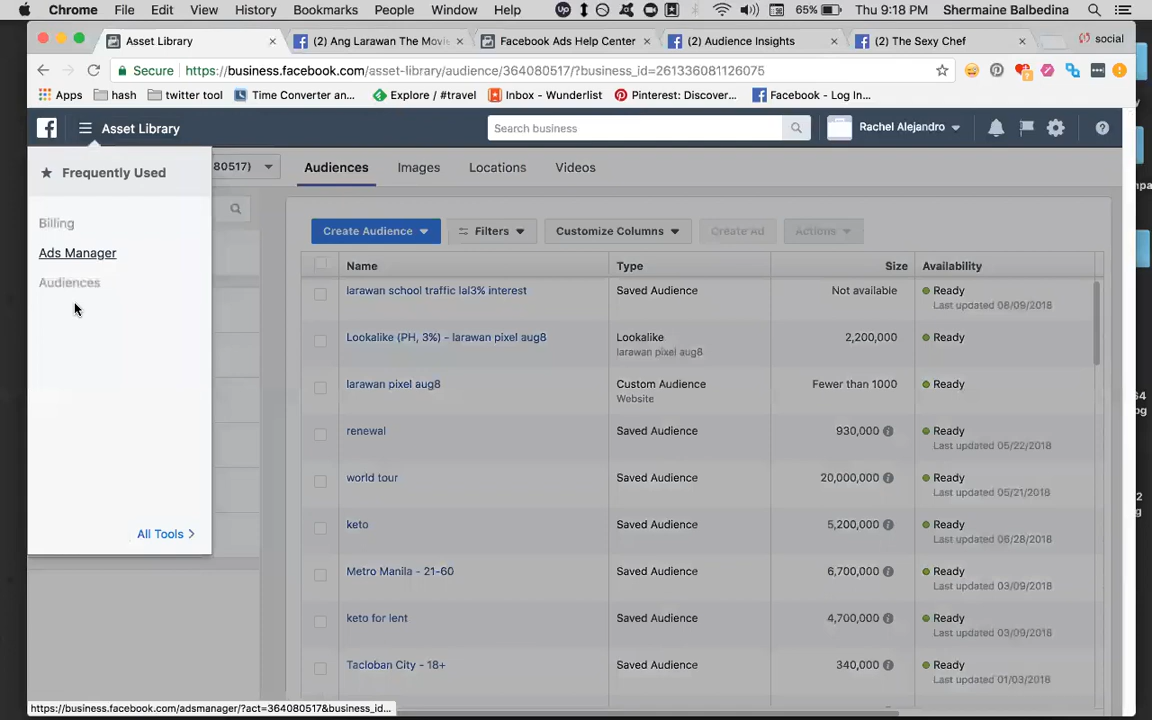 Chrome File Edit View History Bookmarks People Window Help 65% Thu 9:18 PM Shermaine Balbedina
Asset Library (2) Ang Larawan The Movi Facebook Ads Help Center (2) Audience Insights (2) The Sexy Chef social
Secure https://business.facebook.com/asset-library/audience/364080517/?business_id=261336081126075
Apps hash twitter tool Time Converter an... Explore / #travel Inbox - Wunderlist Pinterest: Discover... Facebook - Log In...
Asset Library Search business Rachel Alejandro
Frequently Used
Billing
Ads Manager
Audiences
All Tools
80517)
Audiences Images Locations Videos
Create Audience Filters Customize Columns Create Ad Actions
Name Type Size Availability
larawan school traffic lal3% interest Saved Audience Not available Ready
Last updated 08/09/2018
Lookalike (PH, 3%) - larawan pixel aug8 Lookalike 2,200,000 Ready
larawan pixel aug8
larawan pixel aug8 Custom Audience Fewer than 1000 Ready
Website
renewal Saved Audience 930,000 Ready
Last updated 05/22/2018
world tour Saved Audience 20,000,000 Ready
Last updated 05/21/2018
keto Saved Audience 5,200,000 Ready
Last updated 06/28/2018
Metro Manila - 21-60 Saved Audience 6,700,000 Ready
Last updated 03/09/2018
keto for lent Saved Audience 4,700,000 Ready
Last updated 03/09/2018
Tacloban City - 18+ Saved Audience 340,000 Ready
Last updated 01/03/2018
https://business.facebook.com/adsmanager/?act=364080517&business_id...